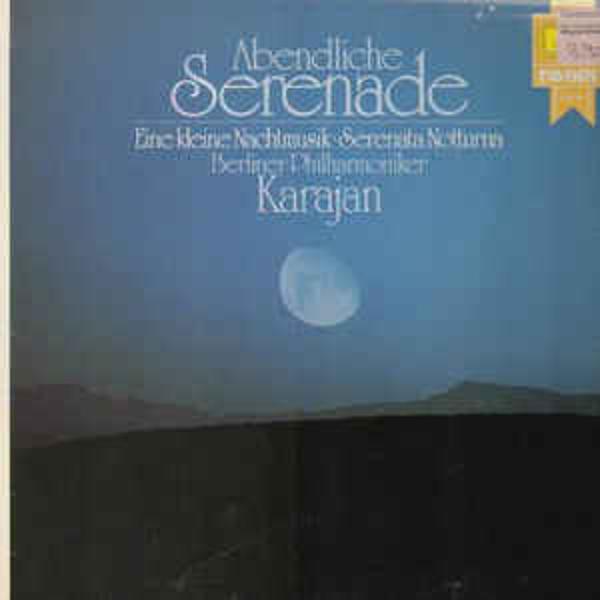 Abendliche
Serenade
Eine kleine Nachtmusik · Serenata Notturna
Berliner Philharmoniker
Karajan